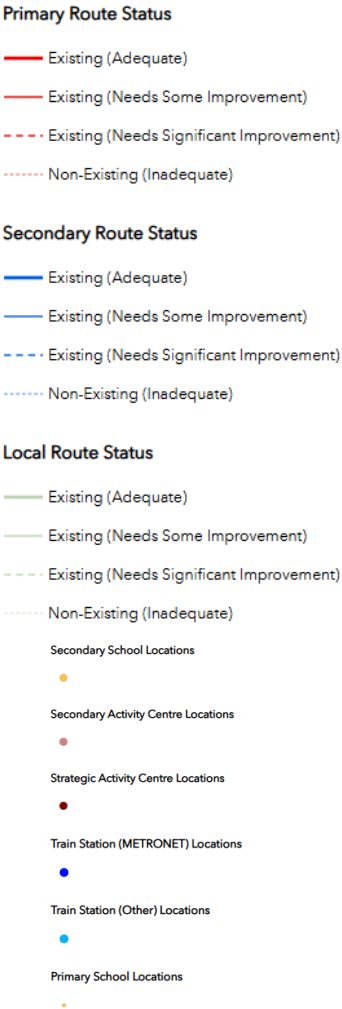 Primary Route Status
Existing (Adequate)
Existing (Needs Some Improvement)
Existing (Needs Significant Improvement)
Non-Existing (Inadequate)
Secondary Route Status
Existing (Adequate)
Existing (Needs Some Improvement)
Existing (Needs Significant Improvement)
Non-Existing (Inadequate)
Local Route Status
Existing (Adequate)
Existing (Needs Some Improvement)
Existing (Needs Significant Improvement)
Non-Existing (Inadequate)
Secondary School Locations
Secondary Activity Centre Locations
Strategic Activity Centre Locations
Train Station (METRONET) Locations
Train Station (Other) Locations
Primary School Locations